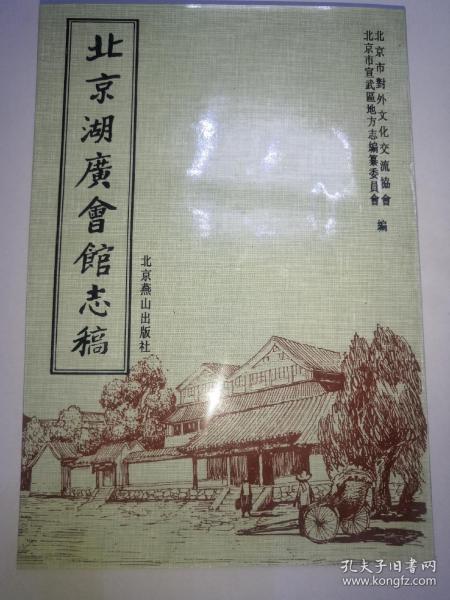 北京市對外文化交流協會
北京市宣武區地方志編纂委員會
編
北京湖廣會館志稿
北京燕山出版社
孔夫子旧书网
www.kongfz.com